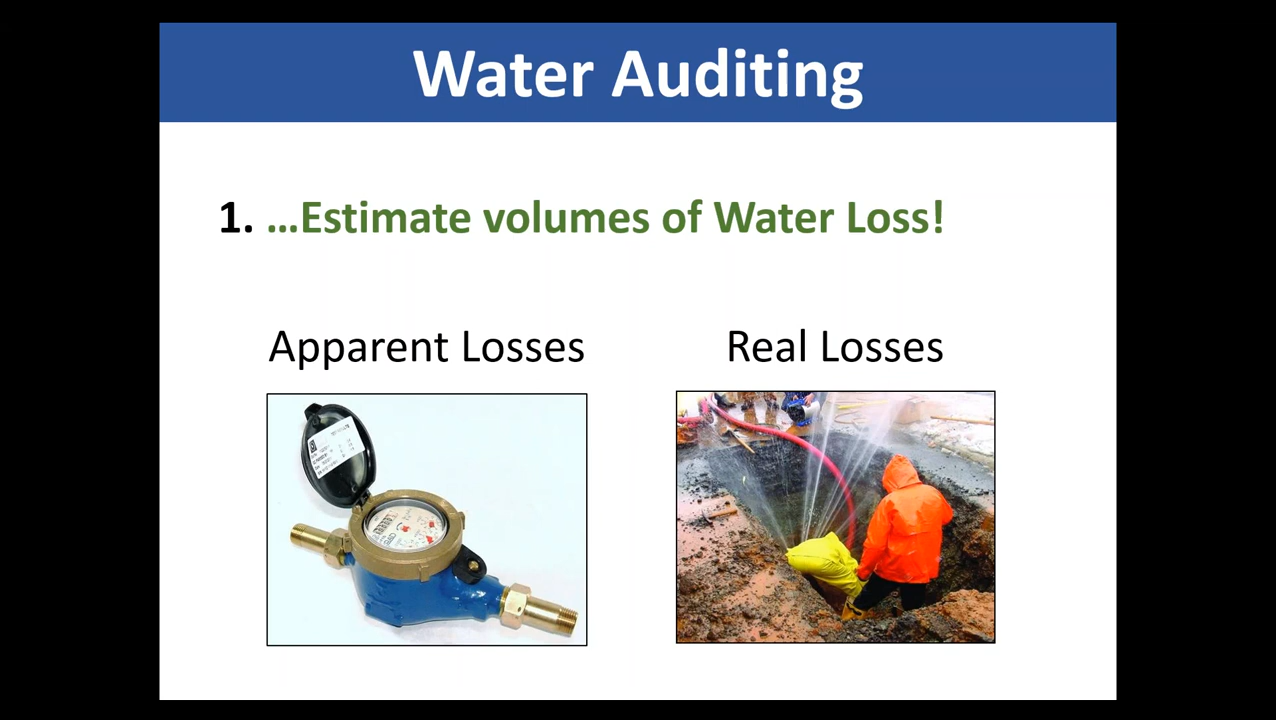 Water Auditing
1. ...Estimate volumes of Water Loss!
Apparent Losses
Real Losses